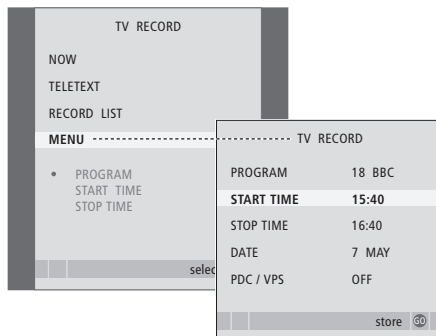 TV RECORD
NOW
TELETEXT
RECORD LIST
MENU
• PROGRAM
START TIME
STOP TIME
selec
TV RECORD
PROGRAM 18 BBC
START TIME 15:40
STOP TIME 16:40
DATE 7 MAY
PDC / VPS OFF
store GO